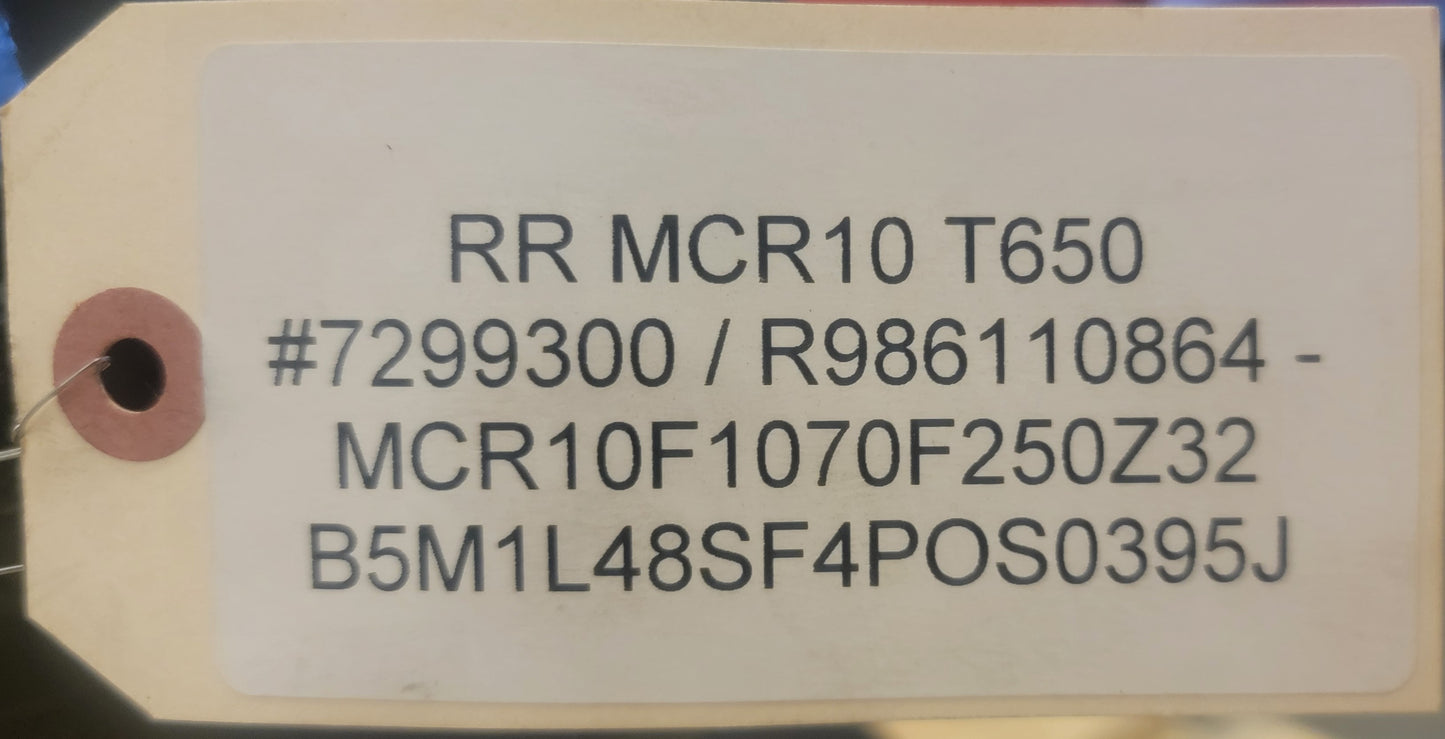 RR MCR10 T650
#7299300 / R986110864 -
MCR10F1070F250Z32
B5M1L48SF4POS0395J